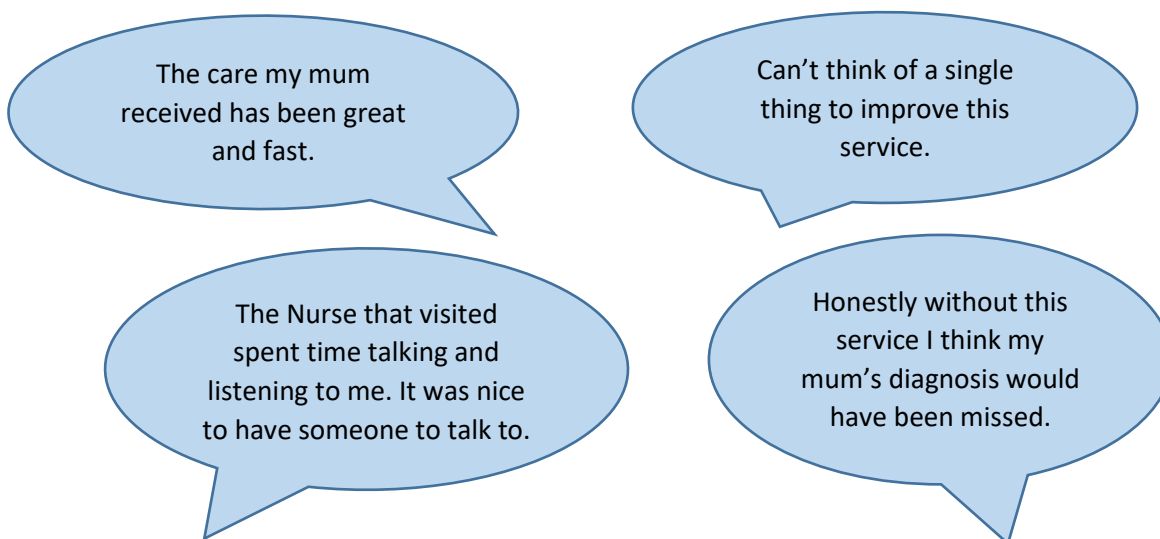 The care my mum
received has been great
and fast.
Can’t think of a single
thing to improve this
service.
The Nurse that visited
spent time talking and
listening to me. It was nice
to have someone to talk to.
Honestly without this
service I think my
mum’s diagnosis would
have been missed.